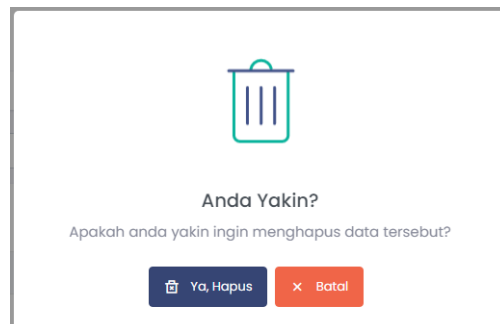 Anda Yakin?
Apakah anda yakin ingin menghapus data tersebut?
Ya, Hapus
Batal